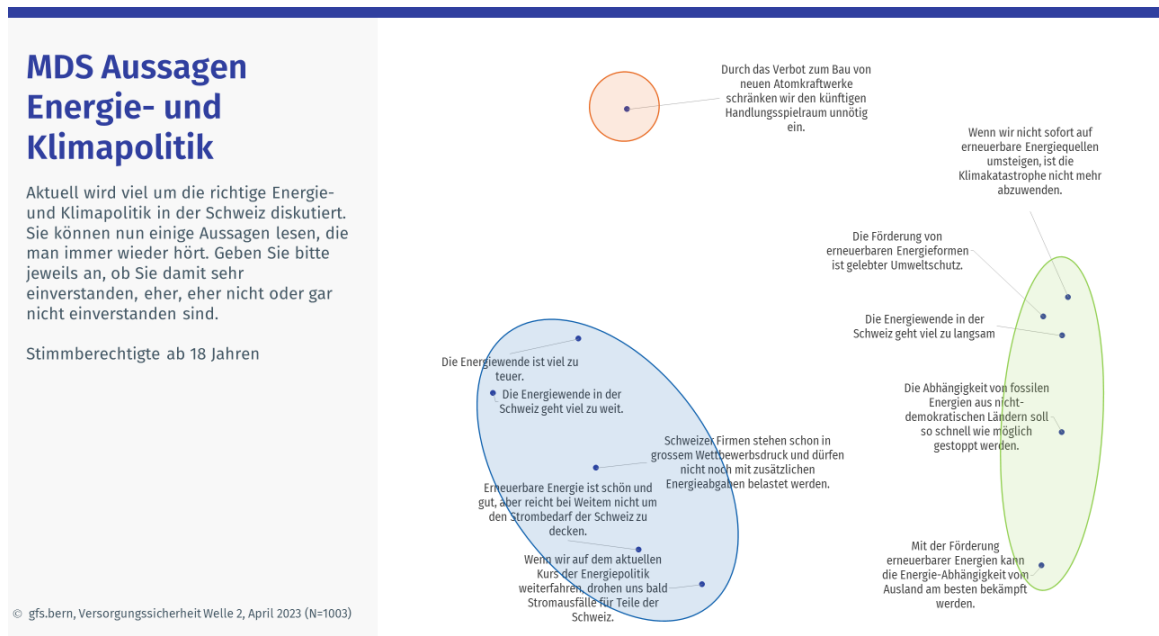 MDS Aussagen
Energie- und
Klimapolitik
Aktuell wird viel um die richtige Energie-
und Klimapolitik in der Schweiz diskutiert.
Sie können nun einige Aussagen lesen, die
man immer wieder hört. Geben Sie bitte
jeweils an, ob Sie damit sehr
einverstanden, eher, eher nicht oder gar
nicht einverstanden sind.
Stimmberechtigte ab 18 Jahren
© gfs.bern, Versorgungssicherheit Welle 2, April 2023 (N=1003)
Durch das Verbot zum Bau von
neuen Atomkraftwerke
schränken wir den künftigen
Handlungsspielraum unnötig
ein.
Wenn wir nicht sofort auf
erneuerbare Energiequellen
umsteigen, ist die
Klimakatastrophe nicht mehr
abzuwenden.
Die Förderung von
erneuerbaren Energieformen
ist gelebter Umweltschutz.
Die Energiewende in der
Schweiz geht viel zu langsam
Die Energiewende ist viel zu
teuer.
Die Energiewende in der
Schweiz geht viel zu weit.
Die Abhängigkeit von fossilen
Energien aus nicht-
demokratischen Ländern soll
so schnell wie möglich
gestoppt werden.
Schweizer Firmen stehen schon in
grossem Wettbewerbsdruck und dürfen
nicht noch mit zusätzlichen
Energieabgaben belastet werden.
Erneuerbare Energie ist schön und
gut, aber reicht bei Weitem nicht um
den Strombedarf der Schweiz zu
decken.
Wenn wir auf dem aktuellen
Kurs der Energiepolitik
weiterfahren, drohen uns bald
Stromausfälle für Teile der
Schweiz.
Mit der Förderung
erneuerbarer Energien kann
die Energie-Abhängigkeit vom
Ausland am besten bekämpft
werden.